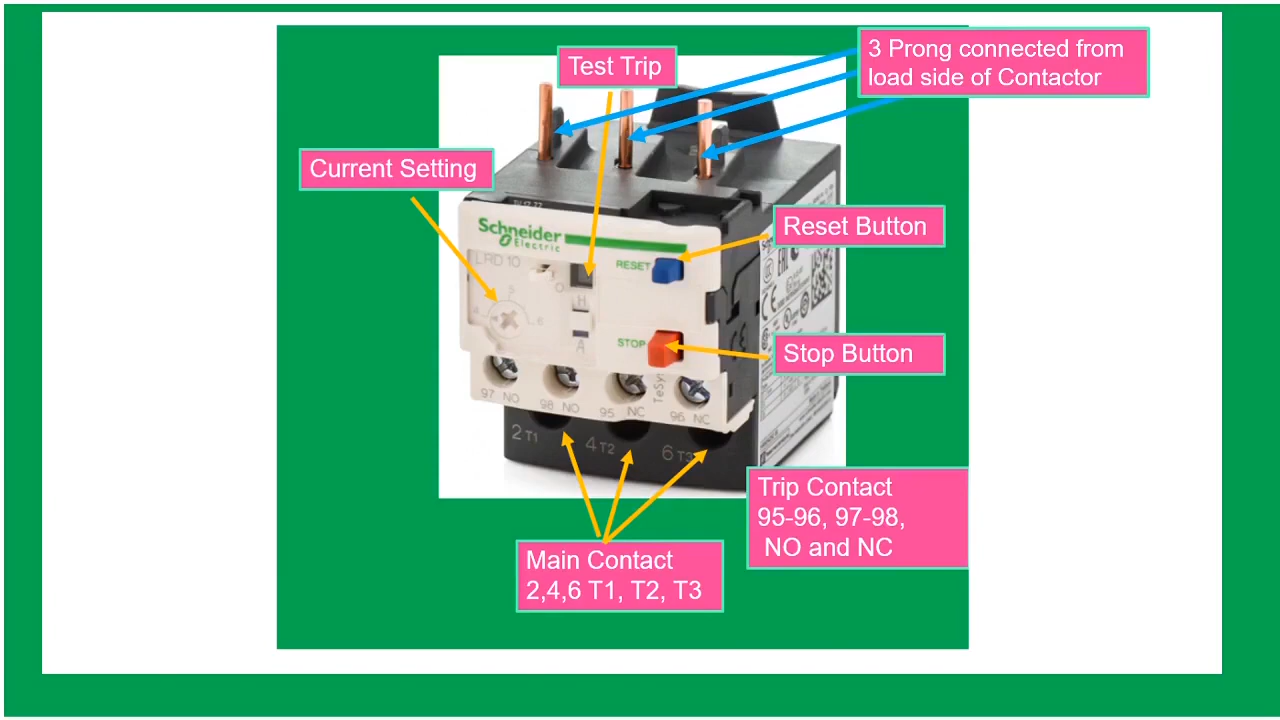 Test Trip
3 Prong connected from
load side of Contactor
Current Setting
Reset Button
Schneider
Electric
LRD 10
RESET
H
A
STOP
Stop Button
97 NO
98 NO
95 NC
TeSys
96 NC
2 T1
4 T2
6 T3
Trip Contact
95-96, 97-98,
NO and NC
Main Contact
2,4,6 T1, T2, T3